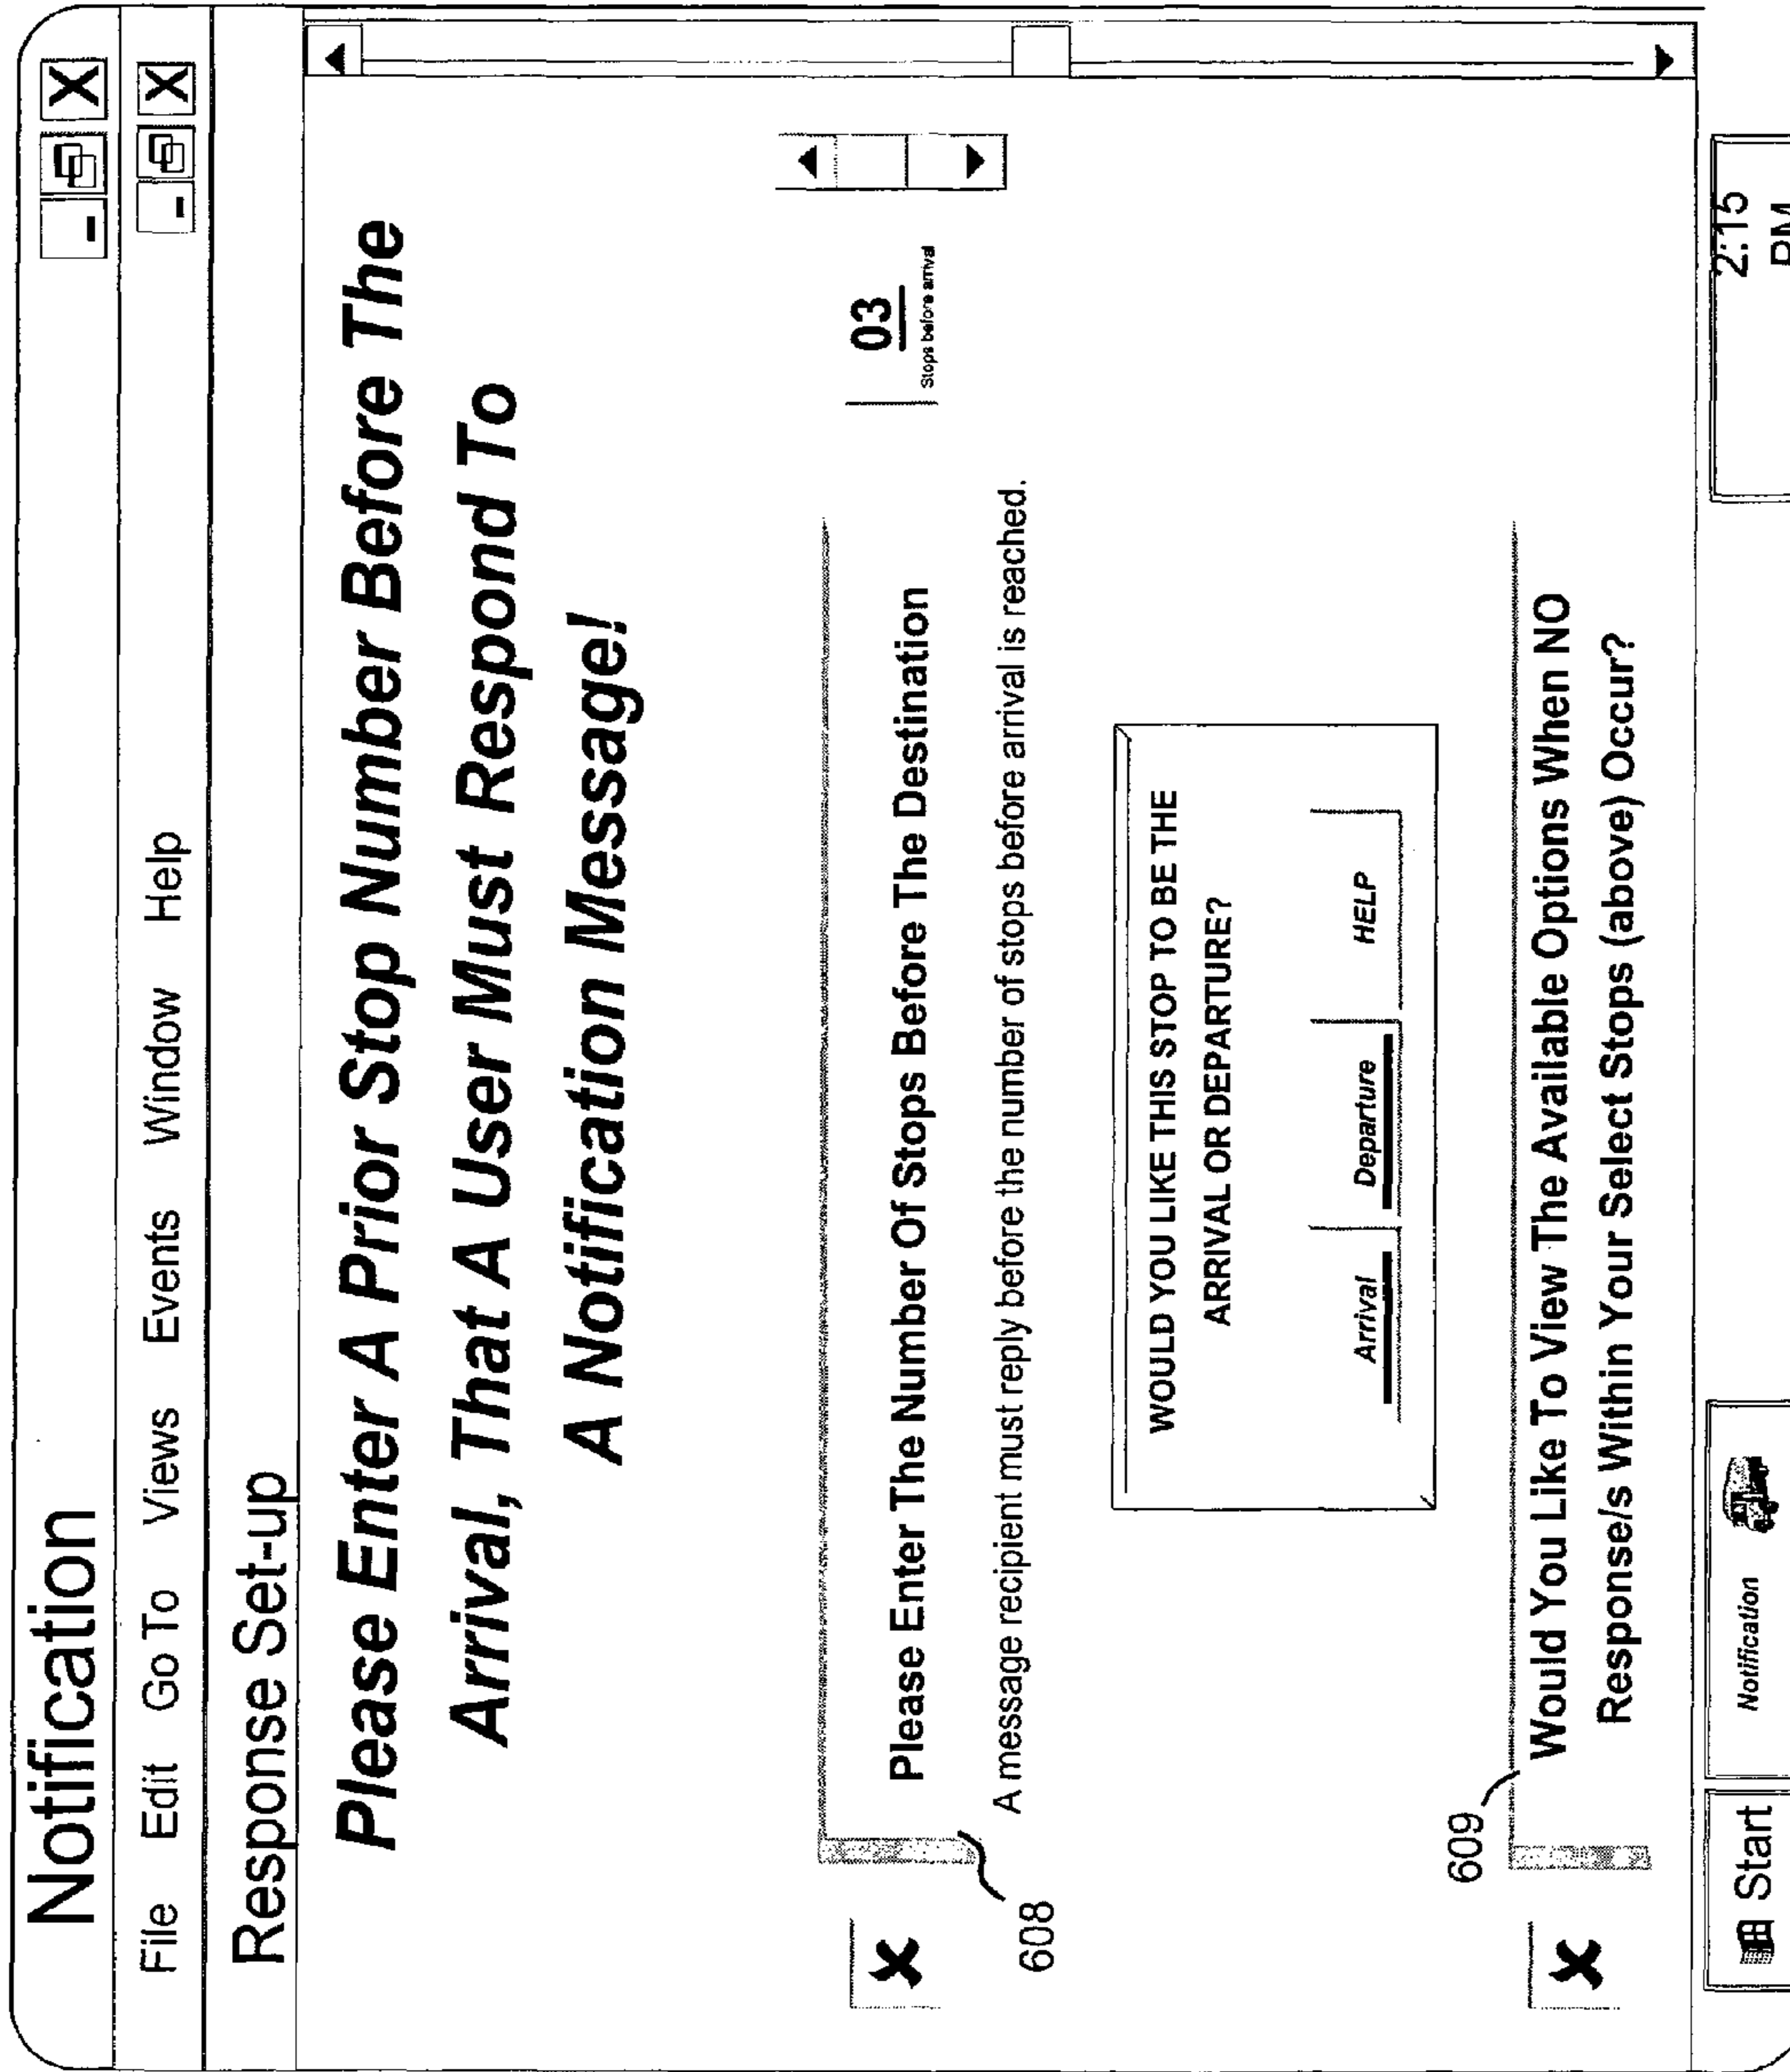 Notification
File Edit Go To Views Events Window Help
Response Set-up
Please Enter A Prior Stop Number Before The
Arrival, That A User Must Respond To
A Notification Message!
Please Enter The Number Of Stops Before The Destination
03
Stops before arrival
A message recipient must reply before the number of stops before arrival is reached.
608
WOULD YOU LIKE THIS STOP TO BE THE
ARRIVAL OR DEPARTURE?
Arrival Departure HELP
609
Would You Like To View The Available Options When NO
Response/s Within Your Select Stops (above) Occur?
Start Notification 2:15
PM